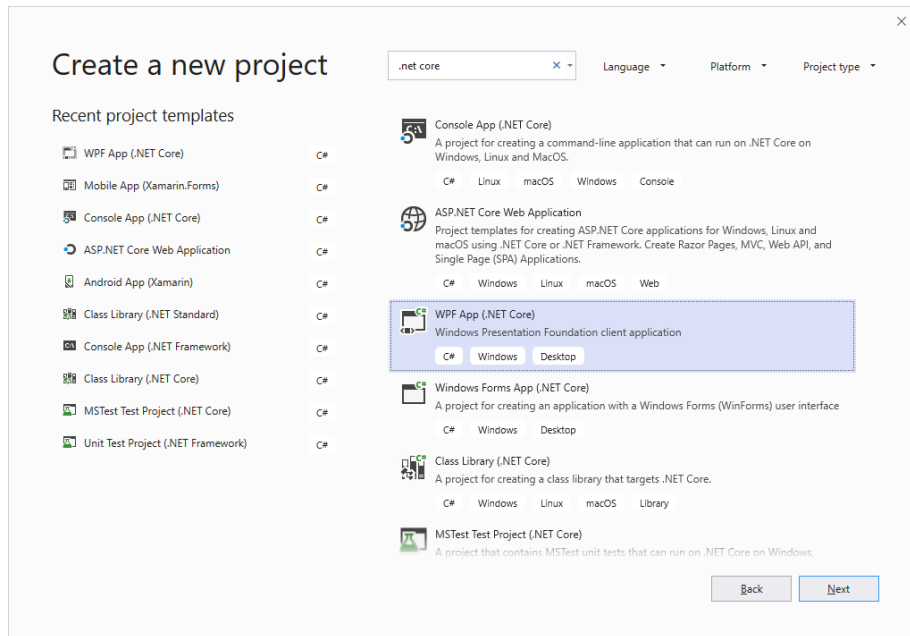 Create a new project
.net core
Language
Platform
Project type
Recent project templates
WPF App (.NET Core) C#
Mobile App (Xamarin.Forms) C#
Console App (.NET Core) C#
ASP.NET Core Web Application C#
Android App (Xamarin) C#
Class Library (.NET Standard) C#
Console App (.NET Framework) C#
Class Library (.NET Core) C#
MSTest Test Project (.NET Core) C#
Unit Test Project (.NET Framework) C#
Console App (.NET Core)
A project for creating a command-line application that can run on .NET Core on
Windows, Linux and MacOS.
C# Linux macOS Windows Console
ASP.NET Core Web Application
Project templates for creating ASP.NET Core applications for Windows, Linux and
macOS using .NET Core or .NET Framework. Create Razor Pages, MVC, Web API, and
Single Page (SPA) Applications.
C# Windows Linux macOS Web
WPF App (.NET Core)
Windows Presentation Foundation client application
C# Windows Desktop
Windows Forms App (.NET Core)
A project for creating an application with a Windows Forms (WinForms) user interface
C# Windows Desktop
Class Library (.NET Core)
A project for creating a class library that targets .NET Core.
C# Windows Linux macOS Library
MSTest Test Project (.NET Core)
A project that contains MSTest unit tests that can run on .NET Core on Windows,
Back
Next